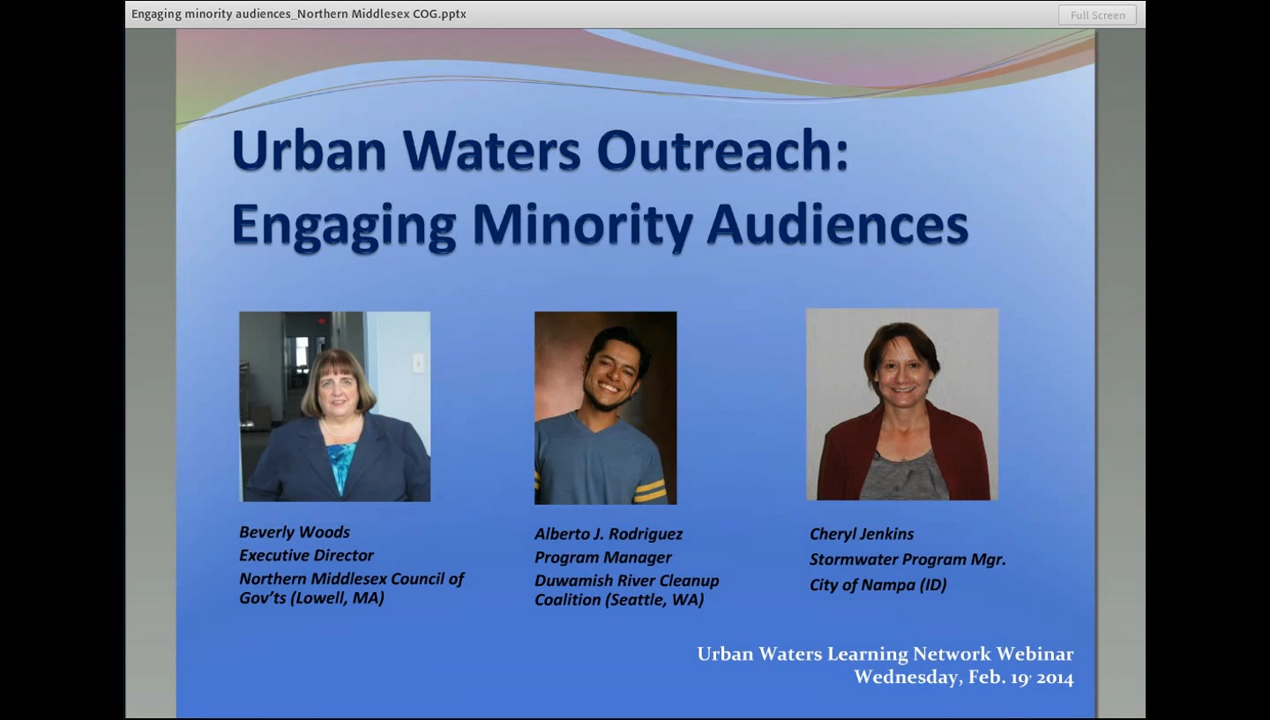 Engaging minority audiences_Northern Middlesex COG.pptx
Full Screen
Urban Waters Outreach:
Engaging Minority Audiences
Beverly Woods
Executive Director
Northern Middlesex Council of
Gov'ts (Lowell, MA)
Alberto J. Rodriguez
Program Manager
Duwamish River Cleanup
Coalition (Seattle, WA)
Cheryl Jenkins
Stormwater Program Mgr.
City of Nampa (ID)
Urban Waters Learning Network Webinar
Wednesday, Feb. 19, 2014